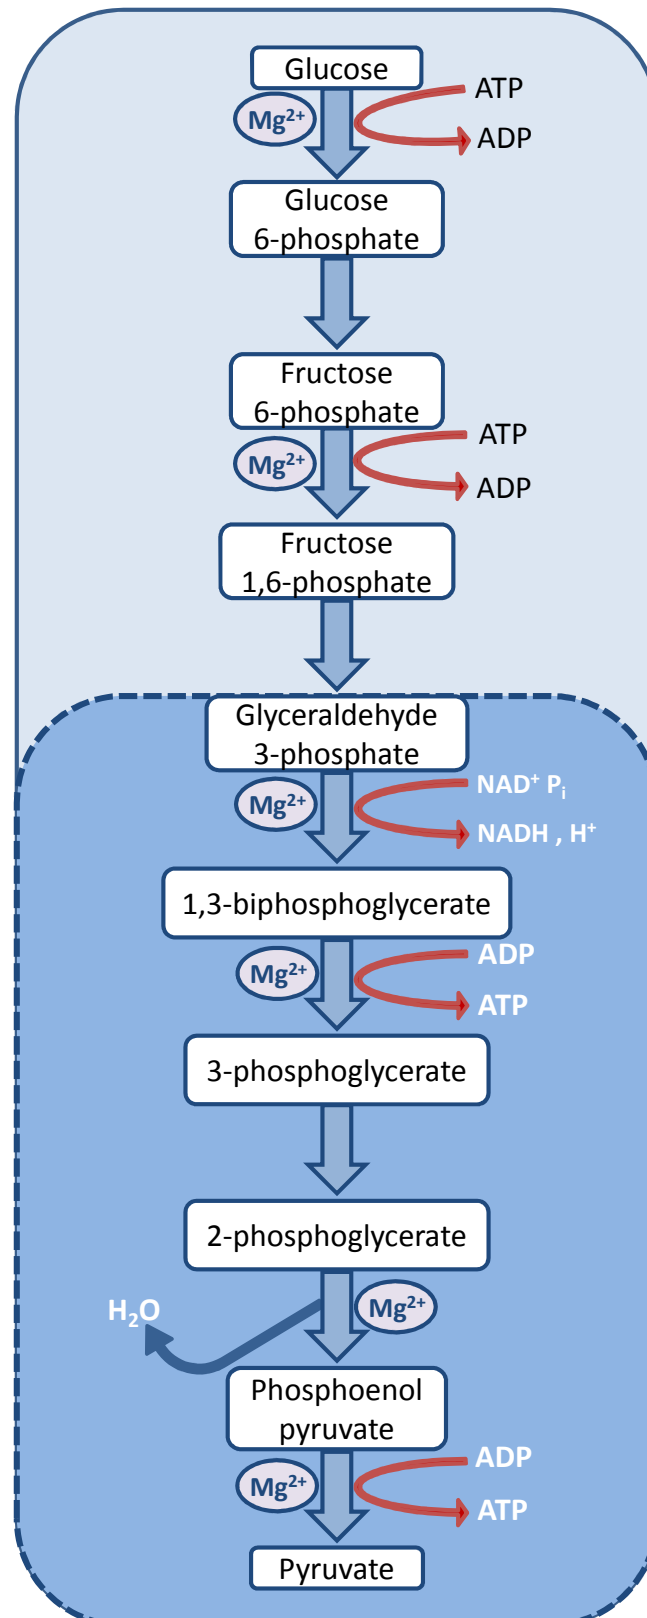 Glucose
ATP
Mg²⁺
ADP
Glucose
6-phosphate
Fructose
6-phosphate
ATP
Mg²⁺
ADP
Fructose
1,6-phosphate
Glyceraldehyde
3-phosphate
NAD⁺ Pᵢ
Mg²⁺
NADH , H⁺
1,3-biphosphoglycerate
ADP
Mg²⁺
ATP
3-phosphoglycerate
2-phosphoglycerate
H₂O
Mg²⁺
Phosphoenol
pyruvate
ADP
Mg²⁺
ATP
Pyruvate